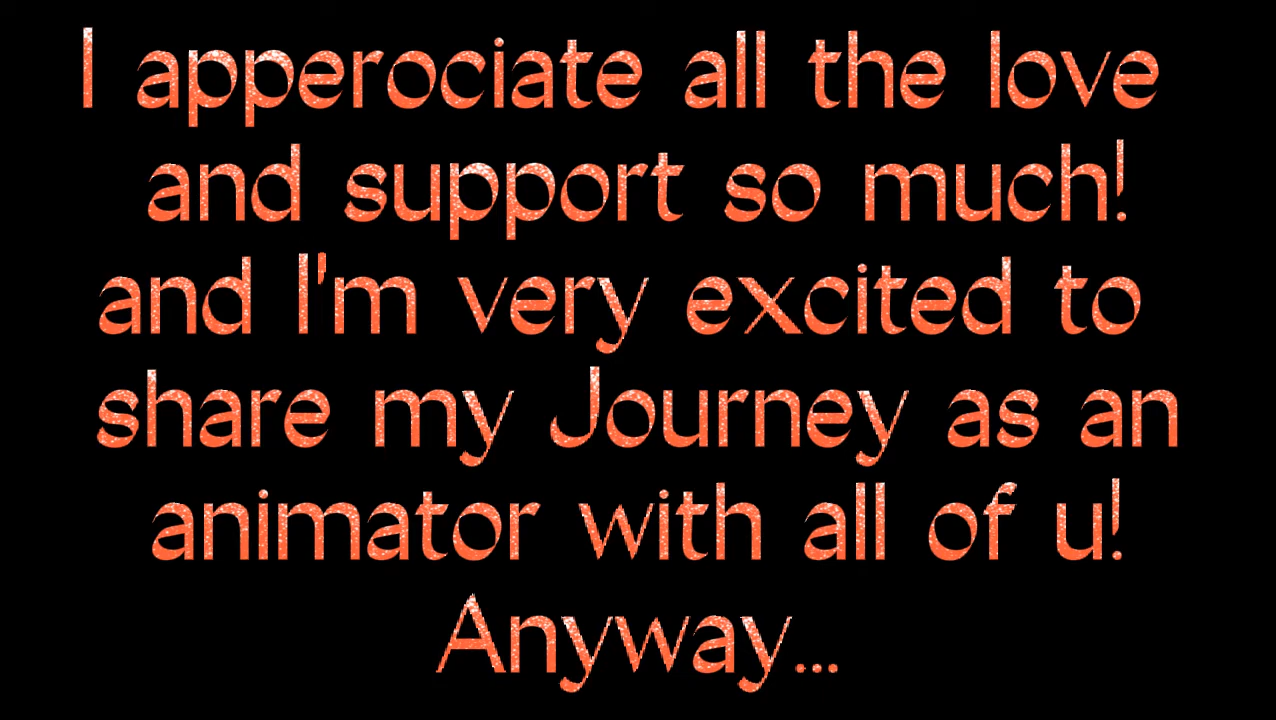 I apperociate all the love
and support so much!
and I'm very excited to
share my Journey as an
animator with all of u!
Anyway...